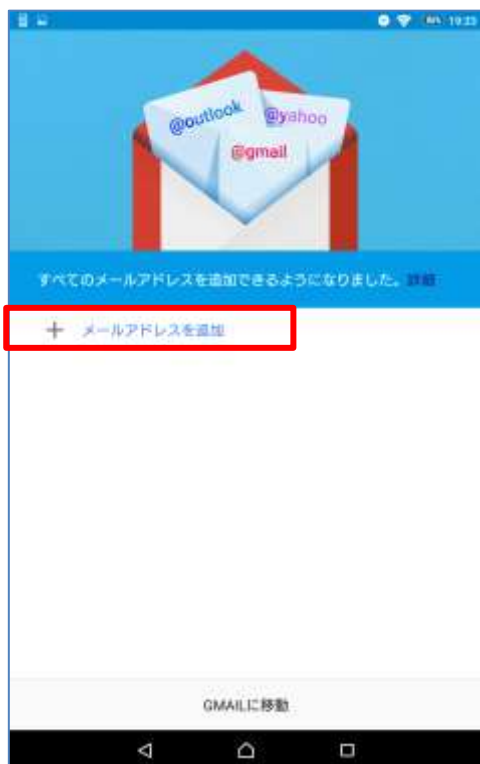 19:23
@outlook
@yahoo
@gmail
すべてのメールアドレスを追加できるようになりました。詳細
+ メールアドレスを追加
GMAILに移動